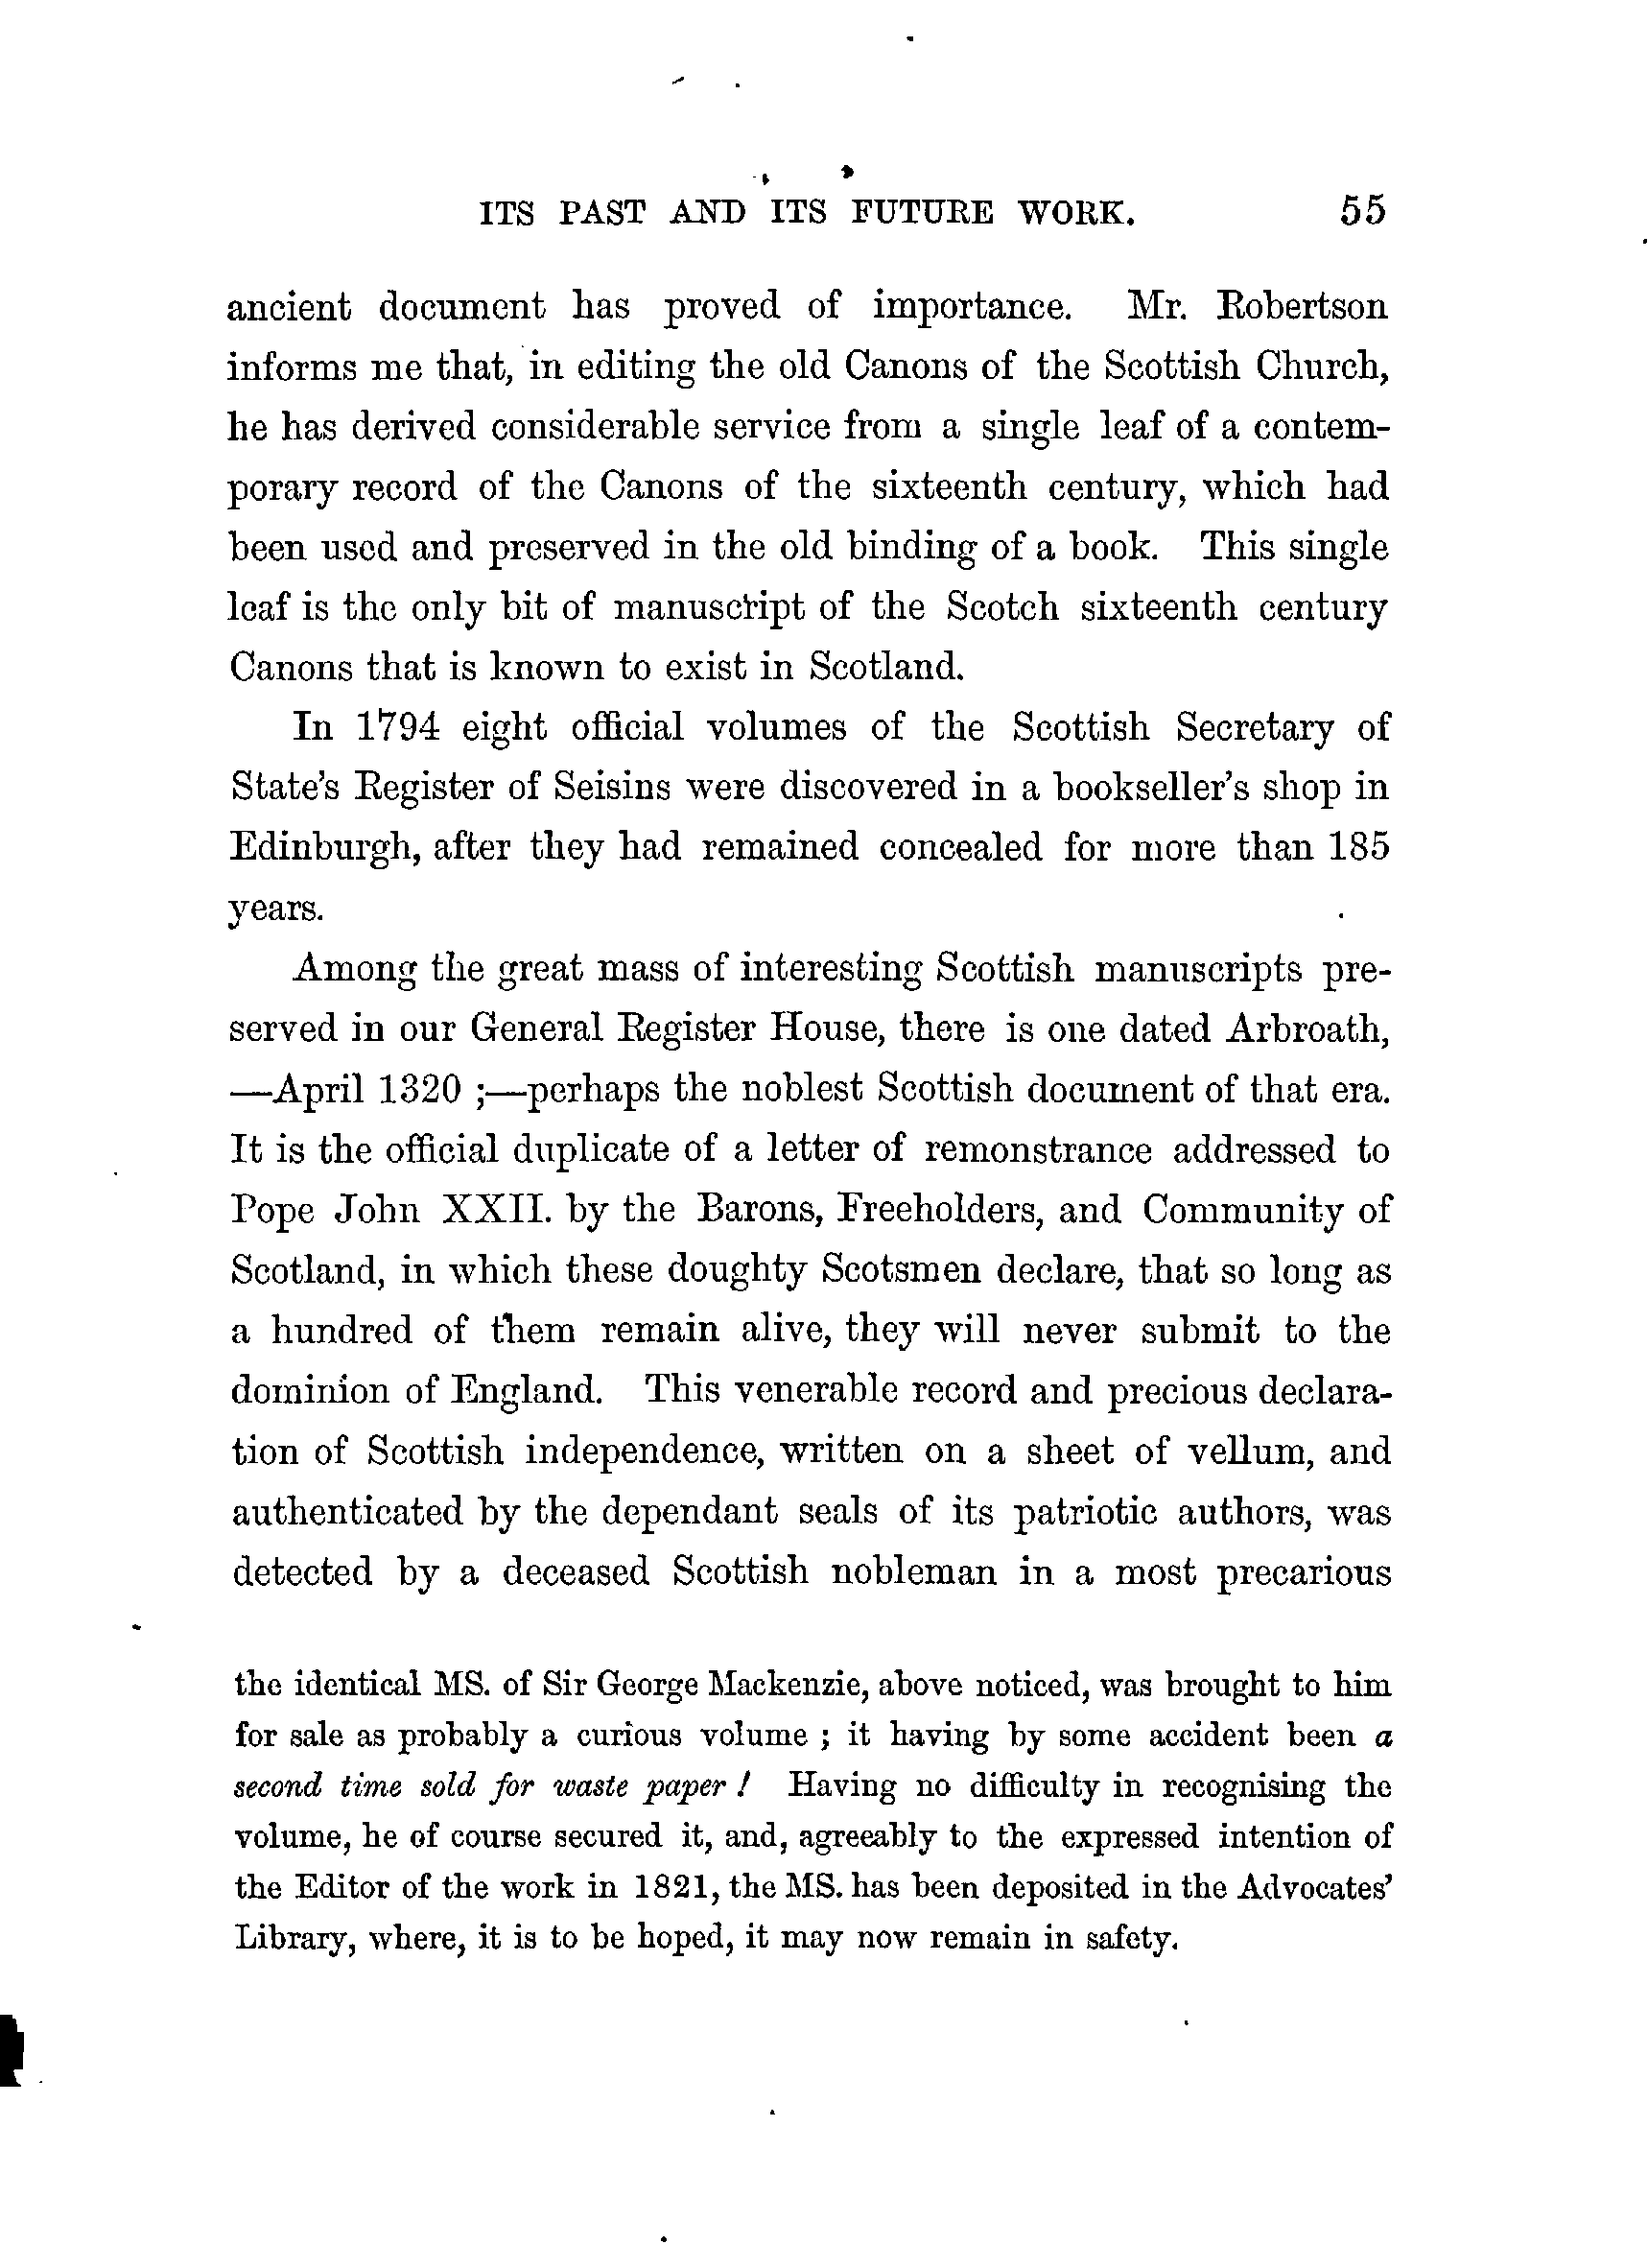 ITS PAST AND ITS FUTURE WORK. 55
ancient document has proved of importance. Mr. Robertson
informs me that, in editing the old Canons of the Scottish Church,
he has derived considerable service from a single leaf of a contem-
porary record of the Canons of the sixteenth century, which had
been used and preserved in the old binding of a book. This single
leaf is the only bit of manuscript of the Scotch sixteenth century
Canons that is known to exist in Scotland.
In 1794 eight official volumes of the Scottish Secretary of
State's Register of Seisins were discovered in a bookseller's shop in
Edinburgh, after they had remained concealed for more than 185
years.
Among the great mass of interesting Scottish manuscripts pre-
served in our General Register House, there is one dated Arbroath,
—April 1320 ;—perhaps the noblest Scottish document of that era.
It is the official duplicate of a letter of remonstrance addressed to
Pope John XXII. by the Barons, Freeholders, and Community of
Scotland, in which these doughty Scotsmen declare, that so long as
a hundred of them remain alive, they will never submit to the
dominion of England. This venerable record and precious declara-
tion of Scottish independence, written on a sheet of vellum, and
authenticated by the dependant seals of its patriotic authors, was
detected by a deceased Scottish nobleman in a most precarious
the identical MS. of Sir George Mackenzie, above noticed, was brought to him
for sale as probably a curious volume ; it having by some accident been a
second time sold for waste paper ! Having no difficulty in recognising the
volume, he of course secured it, and, agreeably to the expressed intention of
the Editor of the work in 1821, the MS. has been deposited in the Advocates'
Library, where, it is to be hoped, it may now remain in safety.